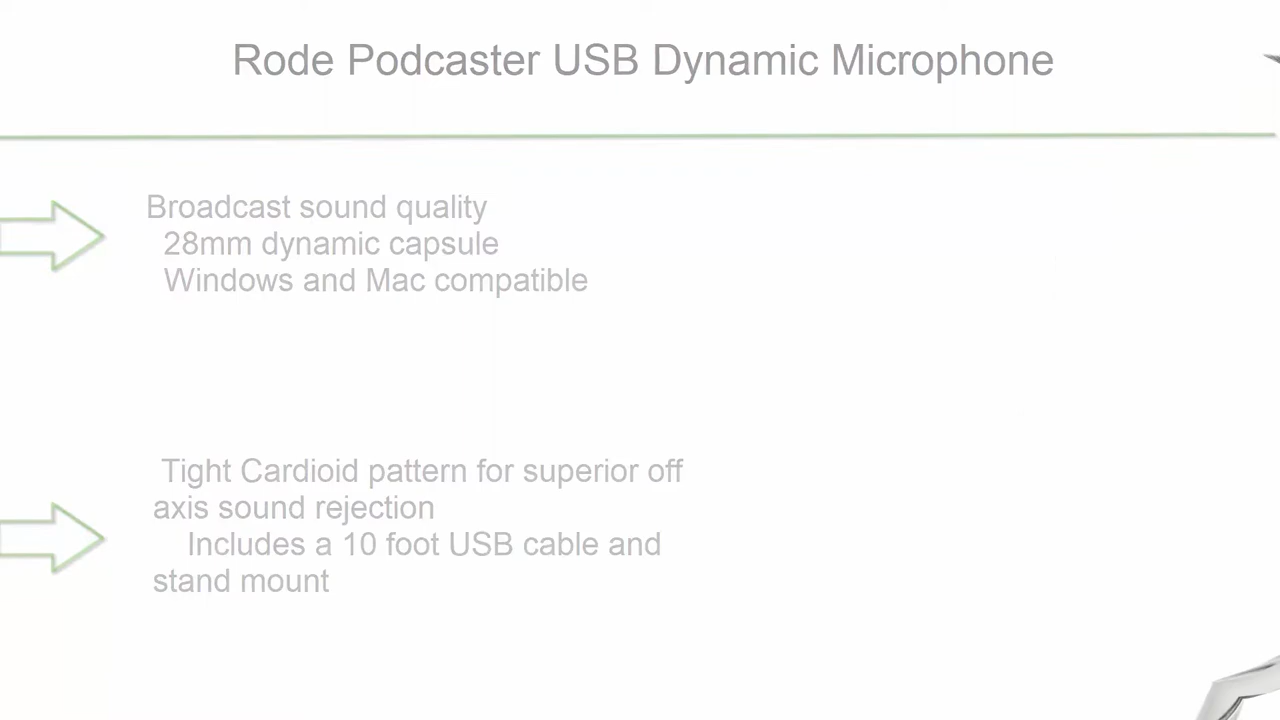 Rode Podcaster USB Dynamic Microphone
Broadcast sound quality
28mm dynamic capsule
Windows and Mac compatible
Tight Cardioid pattern for superior off
axis sound rejection
Includes a 10 foot USB cable and
stand mount